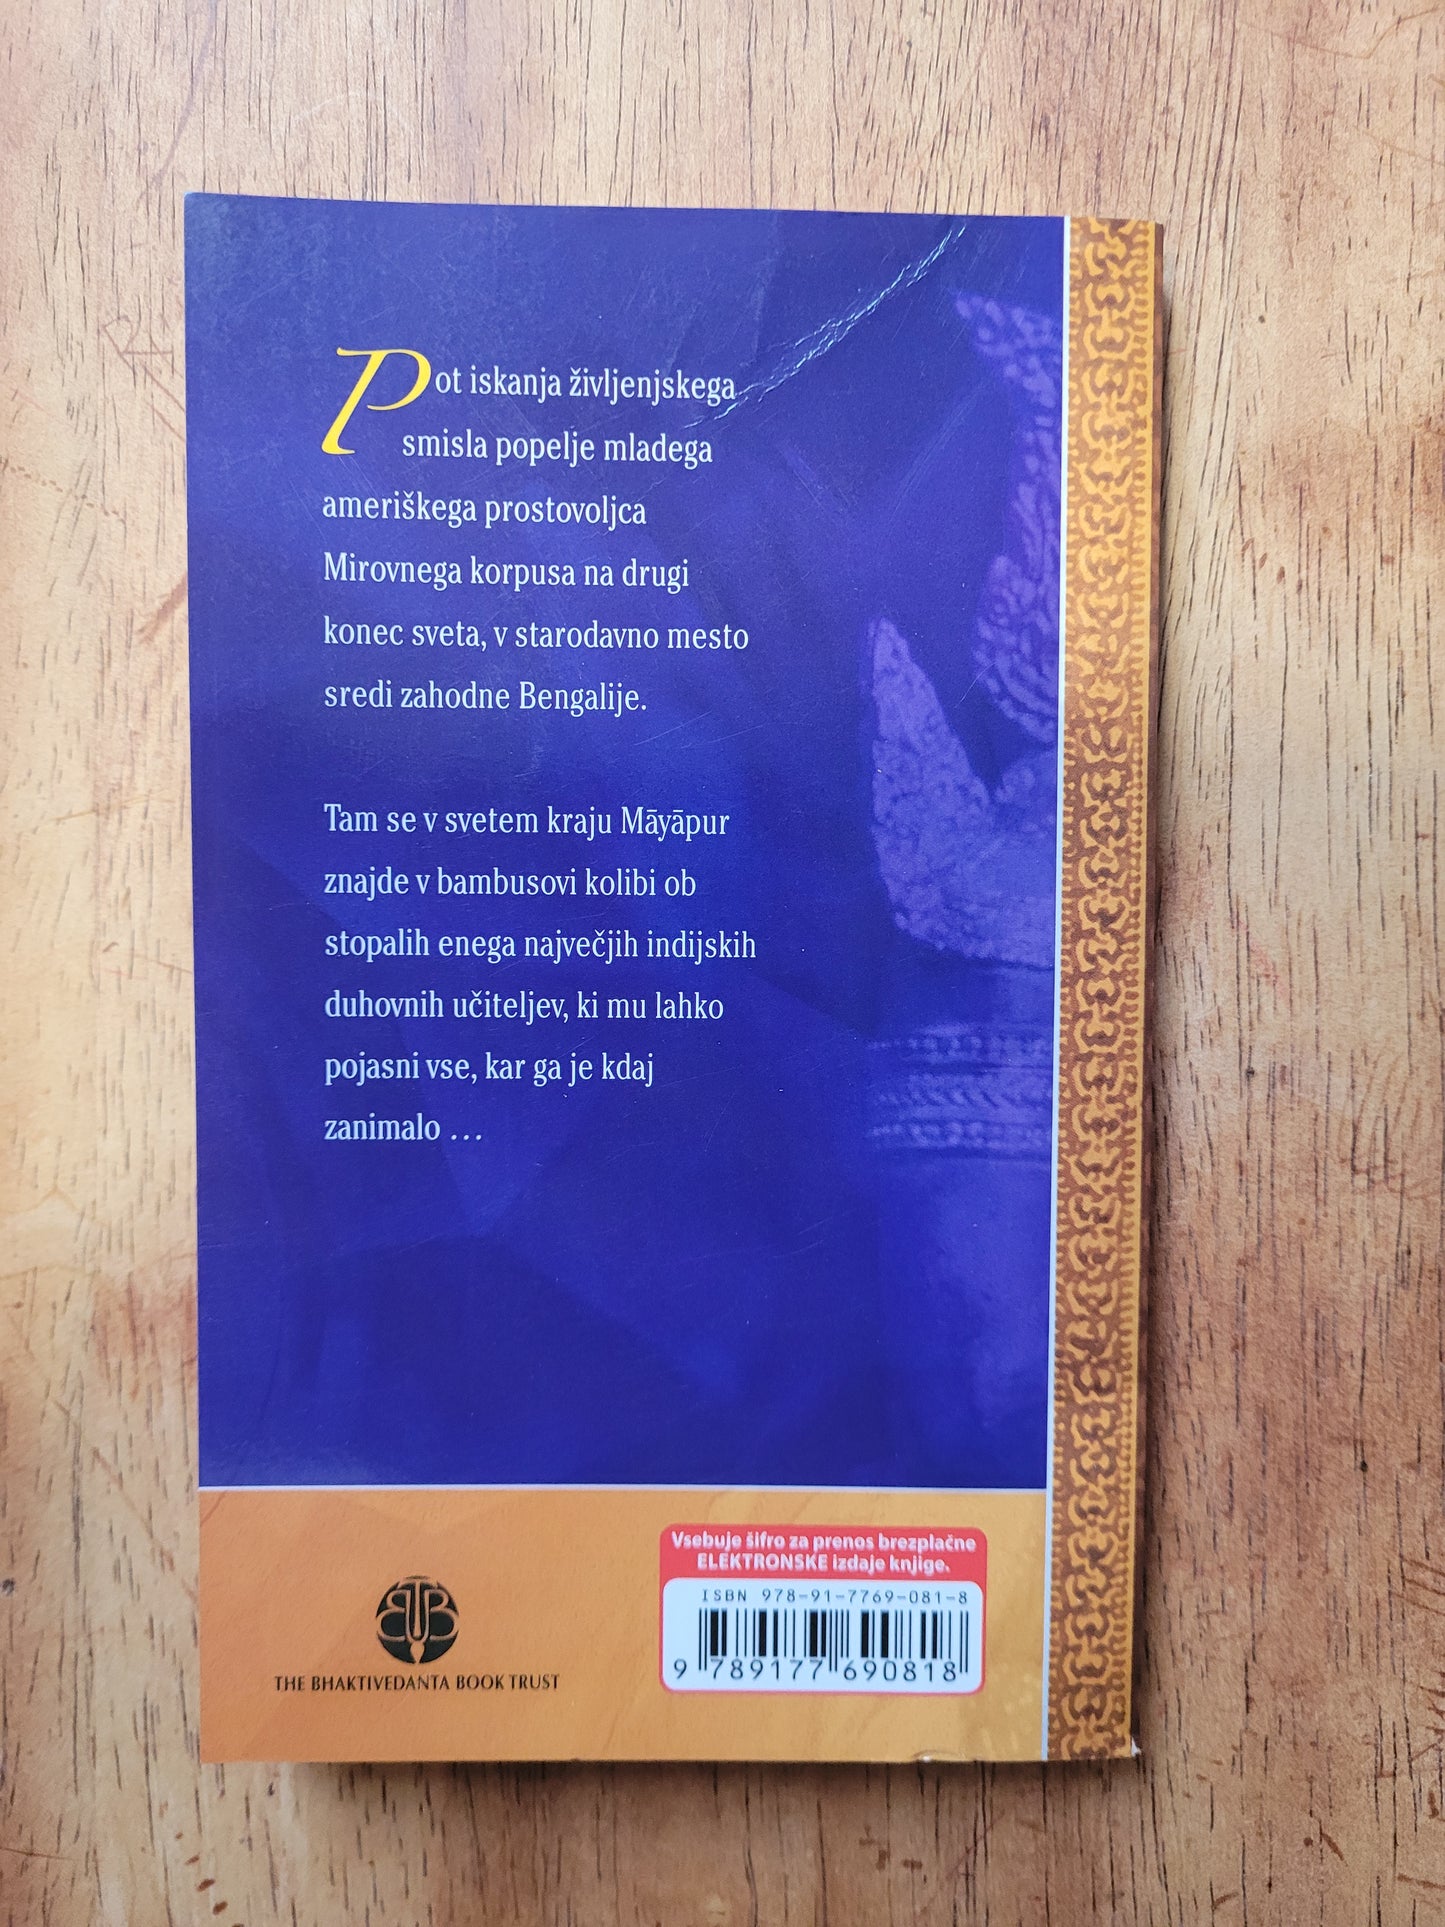 Pot iskanja življenjskega
smisla popelje mladega
ameriškega prostovoljca
Mirovnega korpusa na drugi
konec sveta, v starodavno mesto
sredi zahodne Bengalije.
Tam se v svetem kraju Māyāpur
znajde v bambusovi kolibi ob
stopalih enega največjih indijskih
duhovnih učiteljev, ki mu lahko
pojasni vse, kar ga je kdaj
zanimalo …
BTB
THE BHAKTIVEDANTA BOOK TRUST
Vsebuje šifro za prenos brezplačne
ELEKTRONSKE izdaje knjige.
ISBN 978-91-7769-081-8
9 789177 690818